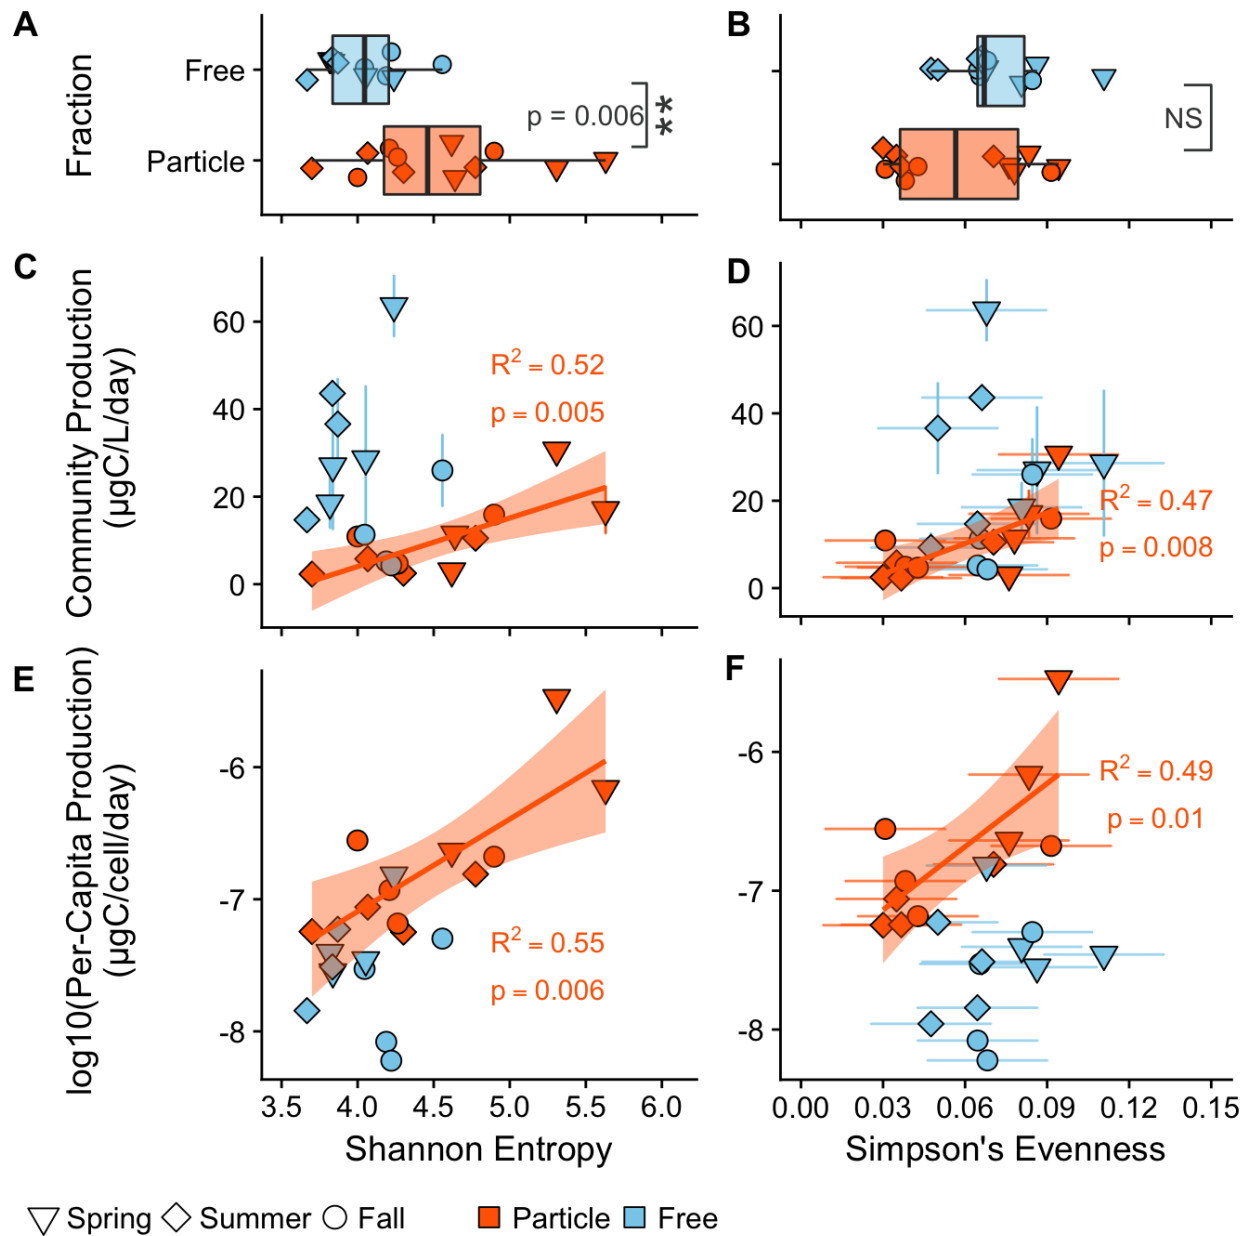 A
B
Fraction
Free
Particle
p = 0.006
**
NS
C
D
Community Production
(µgC/L/day)
60
40
20
0
R² = 0.52
p = 0.005
60
40
20
0
R² = 0.47
p = 0.008
E
F
log10(Per-Capita Production)
(µgC/cell/day)
-6
-7
-8
R² = 0.55
p = 0.006
-6
-7
-8
R² = 0.49
p = 0.01
3.5 4.0 4.5 5.0 5.5 6.0
0.00 0.03 0.06 0.09 0.12 0.15
Shannon Entropy
Simpson's Evenness
Spring Summer Fall Particle Free